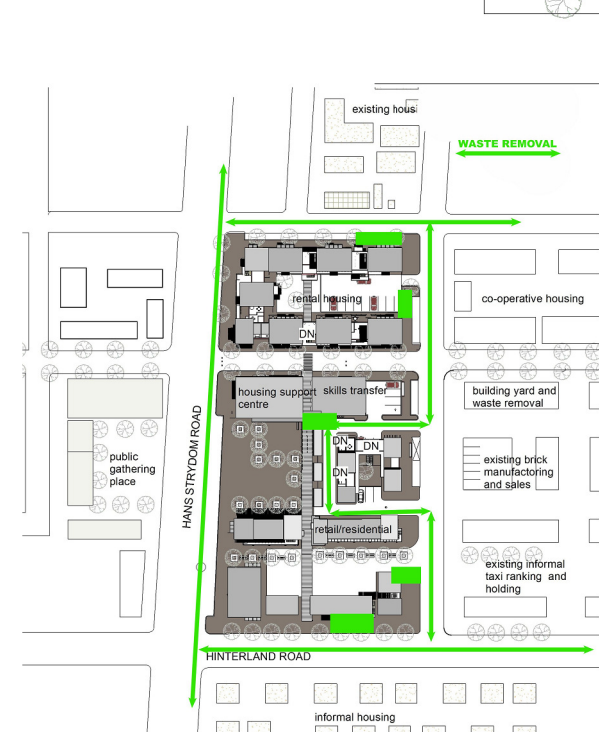 existing housi
WASTE REMOVAL
rental housing
co-operative housing
DN
housing support
centre
skills transfer
building yard and
waste removal
HANS STRYDOM ROAD
public
gathering
place
DN
DN
DN
existing brick
manufactoring
and sales
retail/residential
existing informal
taxi ranking and
holding
HINTERLAND ROAD
informal housing